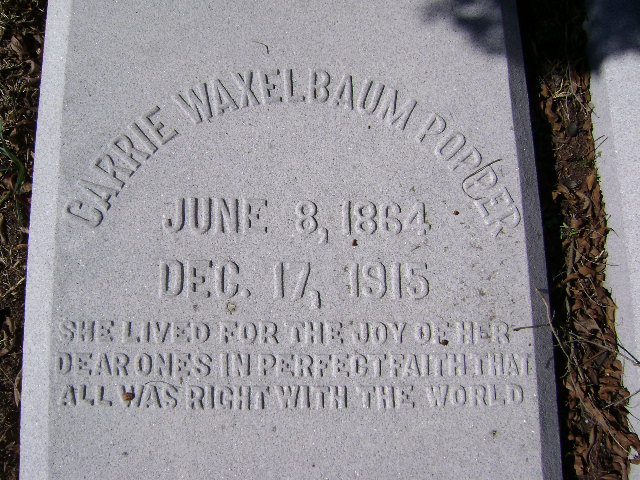 CARRIE WAXELBAUM POPPER
JUNE 8, 1864
DEC. 17, 1915
SHE LIVED FOR THE JOY OF HER
DEAR ONES IN PERFECT FAITH THAT
ALL WAS RIGHT WITH THE WORLD